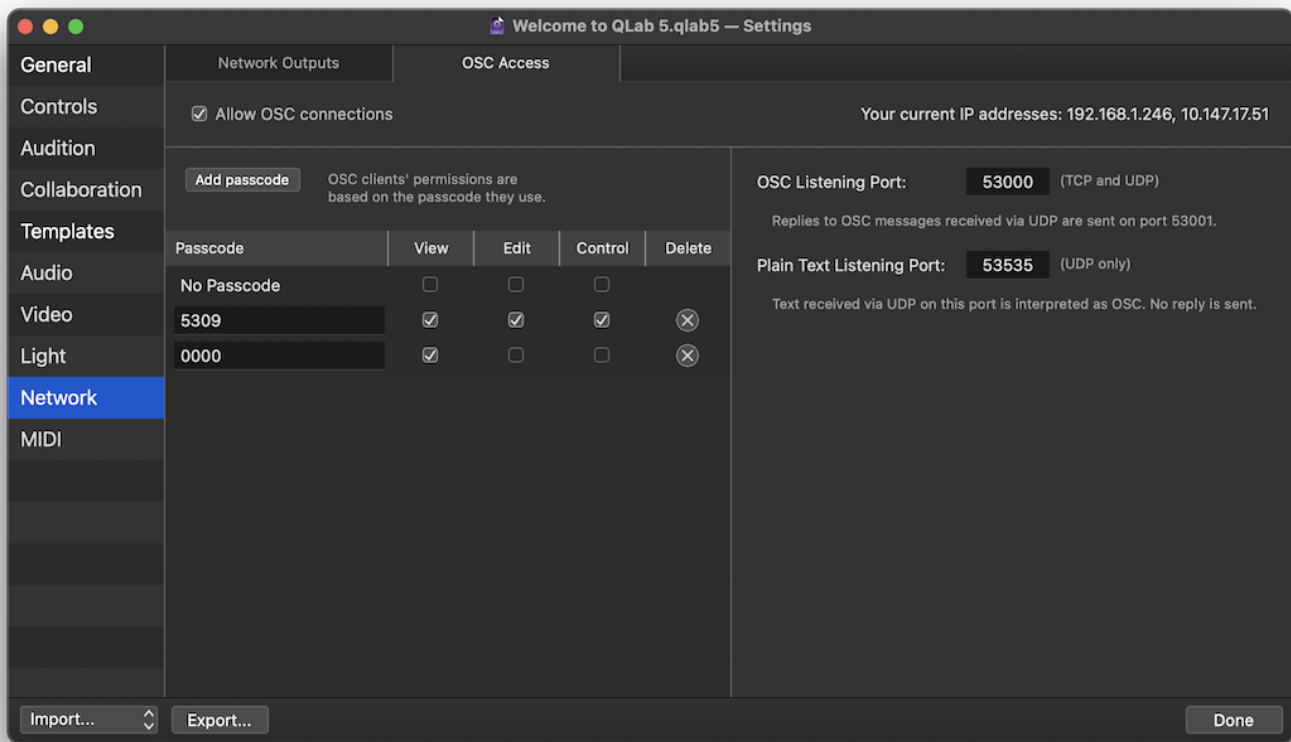 Welcome to QLab 5.qlab5 — Settings
General
Controls
Audition
Collaboration
Templates
Audio
Video
Light
Network
MIDI
Network Outputs
OSC Access
Allow OSC connections
Your current IP addresses: 192.168.1.246, 10.147.17.51
Add passcode
OSC clients' permissions are
based on the passcode they use.
Passcode View Edit Control Delete
No Passcode
5309
0000
OSC Listening Port: 53000 (TCP and UDP)
Replies to OSC messages received via UDP are sent on port 53001.
Plain Text Listening Port: 53535 (UDP only)
Text received via UDP on this port is interpreted as OSC. No reply is sent.
Import...
Export...
Done